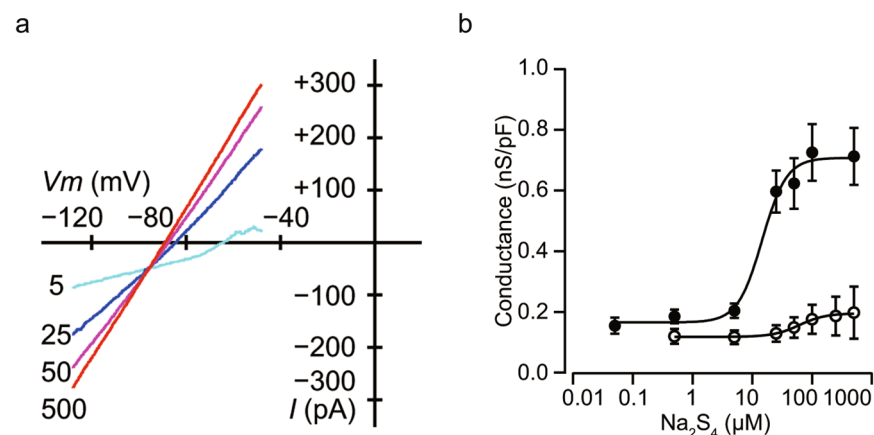 a
b
+300
+200
+100
Vm (mV)
−120 −80 −40
5
25
50
500
−100
−200
−300
I (pA)
Conductance (nS/pF)
1.0
0.8
0.6
0.4
0.2
0.0
0.01 0.1 1 10 100 1000
Na₂S₄ (μM)